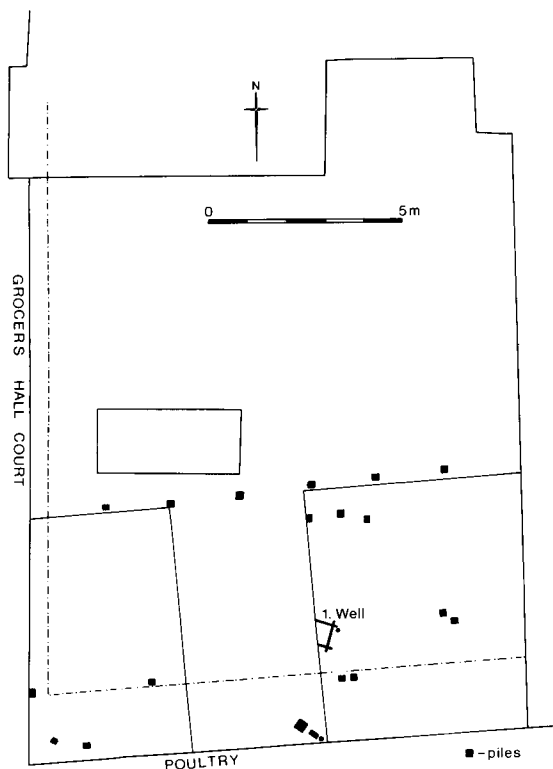 N
0 5m
GROCERS HALL COURT
1. Well
POULTRY
■-piles